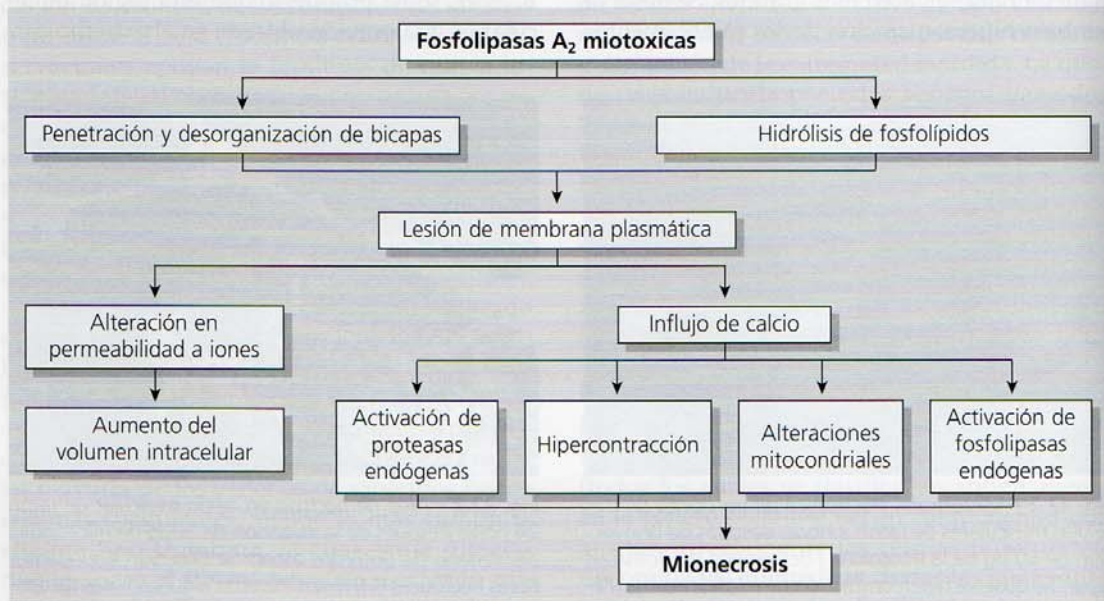 Fosfolipasas A₂ miotoxicas
Penetración y desorganización de bicapas
Hidrólisis de fosfolípidos
Lesión de membrana plasmática
Alteración en
permeabilidad a iones
Influjo de calcio
Aumento del
volumen intracelular
Activación de
proteasas
endógenas
Hipercontracción
Alteraciones
mitocondriales
Activación de
fosfolipasas
endógenas
Mionecrosis